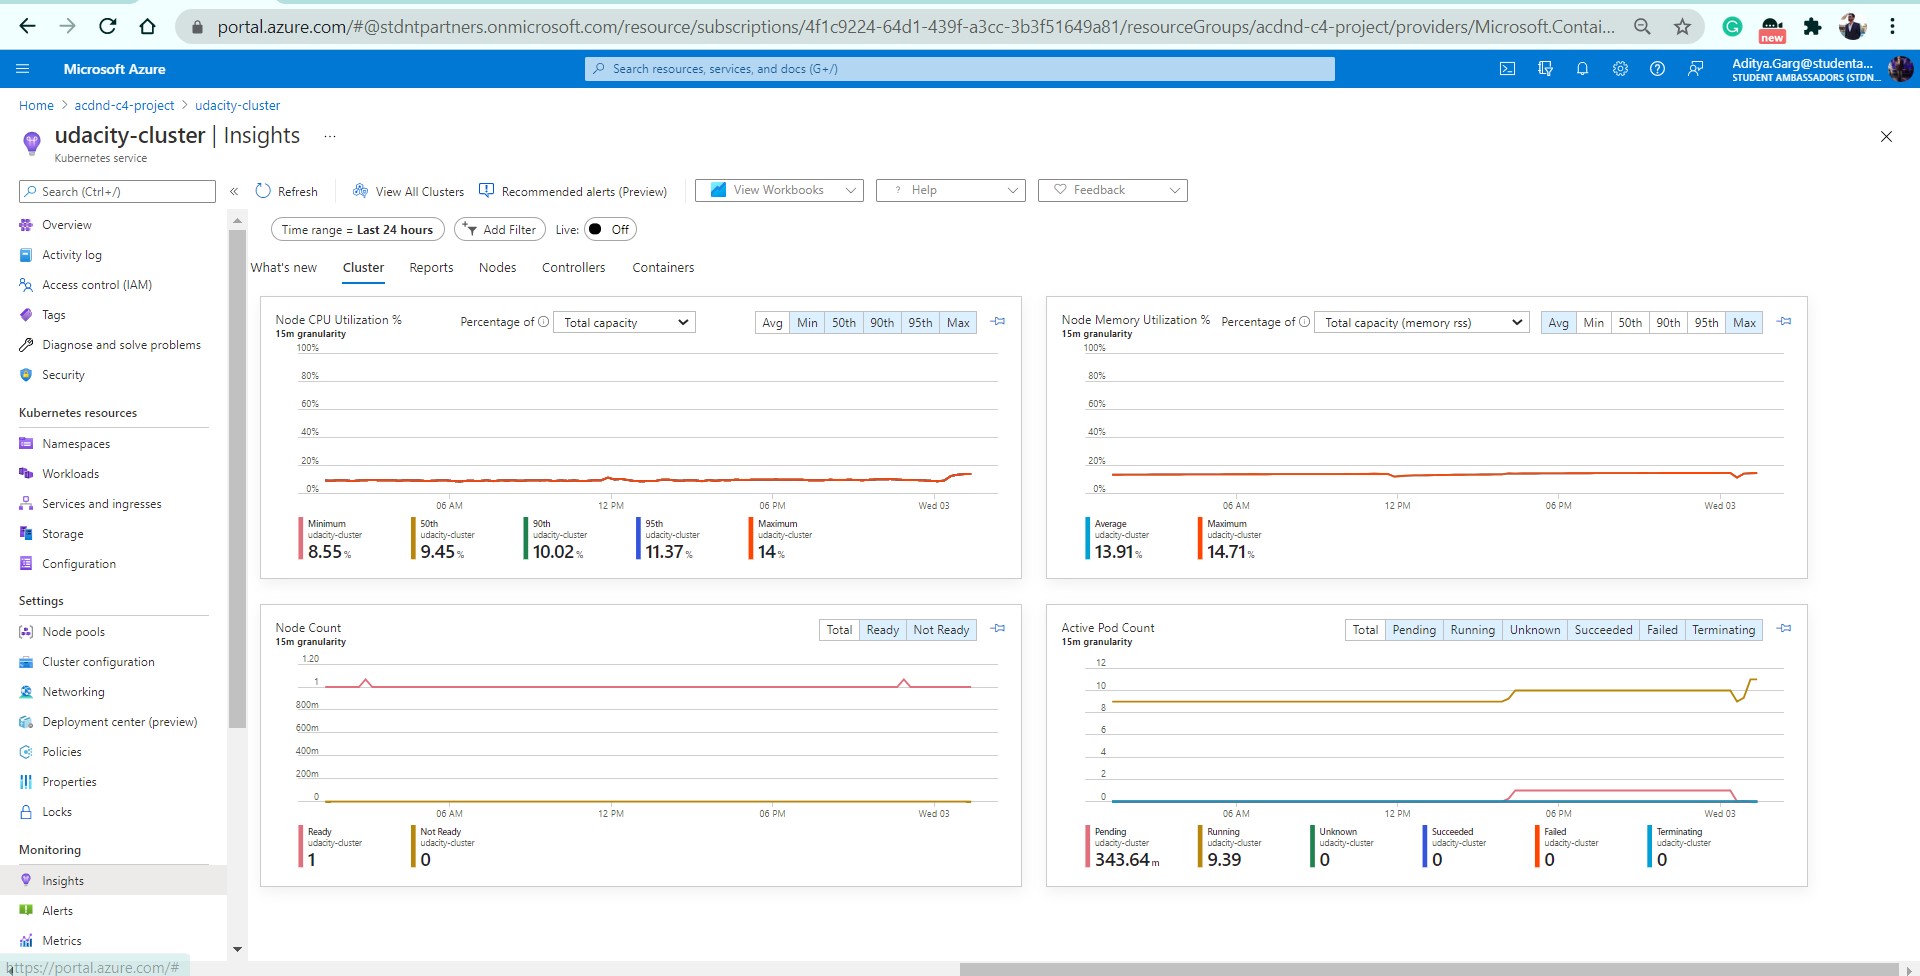 portal.azure.com/#@stdntpartners.onmicrosoft.com/resource/subscriptions/4f1c9224-64d1-439f-a3cc-3b3f51649a81/resourceGroups/acdnd-c4-project/providers/Microsoft.Contai...
new
Microsoft Azure
Search resources, services, and docs (G+/)
Aditya.Garg@studenta...
STUDENT AMBASSADORS (STDN...
Home > acdnd-c4-project > udacity-cluster
udacity-cluster | Insights ...
Kubernetes service
Search (Ctrl+/)
«
Refresh
View All Clusters
Recommended alerts (Preview)
View Workbooks
? Help
Feedback
Time range = Last 24 hours
Add Filter
Live: Off
What's new
Cluster
Reports
Nodes
Controllers
Containers
Overview
Activity log
Access control (IAM)
Tags
Diagnose and solve problems
Security
Kubernetes resources
Namespaces
Workloads
Services and ingresses
Storage
Configuration
Settings
Node pools
Cluster configuration
Networking
Deployment center (preview)
Policies
Properties
Locks
Monitoring
Insights
Alerts
Metrics
https://portal.azure.com/#
Node CPU Utilization %
15m granularity
Percentage of
Total capacity
Avg Min 50th 90th 95th Max
100%
80%
60%
40%
20%
0%
06 AM 12 PM 06 PM Wed 03
Minimum
udacity-cluster
8.55 %
50th
udacity-cluster
9.45 %
90th
udacity-cluster
10.02 %
95th
udacity-cluster
11.37 %
Maximum
udacity-cluster
14 %
Node Memory Utilization %
15m granularity
Percentage of
Total capacity (memory rss)
Avg Min 50th 90th 95th Max
100%
80%
60%
40%
20%
0%
06 AM 12 PM 06 PM Wed 03
Average
udacity-cluster
13.91 %
Maximum
udacity-cluster
14.71 %
Node Count
15m granularity
Total Ready Not Ready
1.20
1
800m
600m
400m
200m
0
06 AM 12 PM 06 PM Wed 03
Ready
udacity-cluster
1
Not Ready
udacity-cluster
0
Active Pod Count
15m granularity
Total Pending Running Unknown Succeeded Failed Terminating
12
10
8
6
4
2
0
06 AM 12 PM 06 PM Wed 03
Pending
udacity-cluster
343.64 m
Running
udacity-cluster
9.39
Unknown
udacity-cluster
0
Succeeded
udacity-cluster
0
Failed
udacity-cluster
0
Terminating
udacity-cluster
0